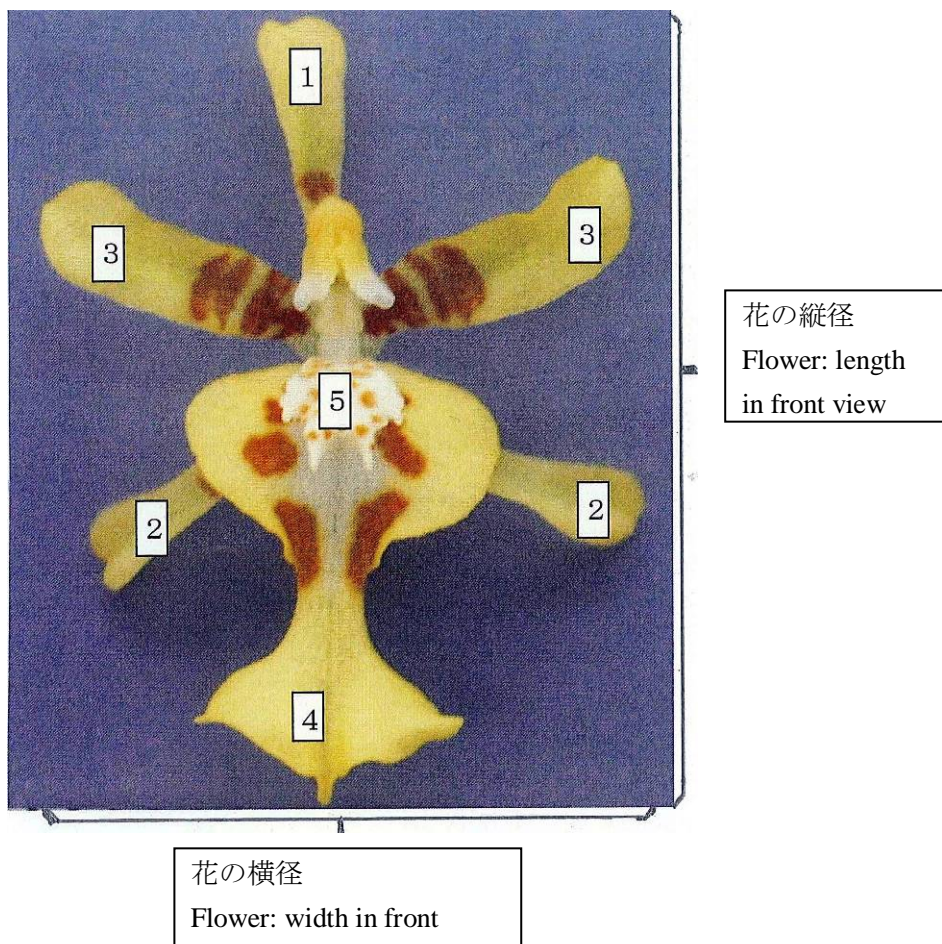 1
3
3
5
2
2
4
花の縦径
Flower: length
in front view
花の横径
Flower: width in front